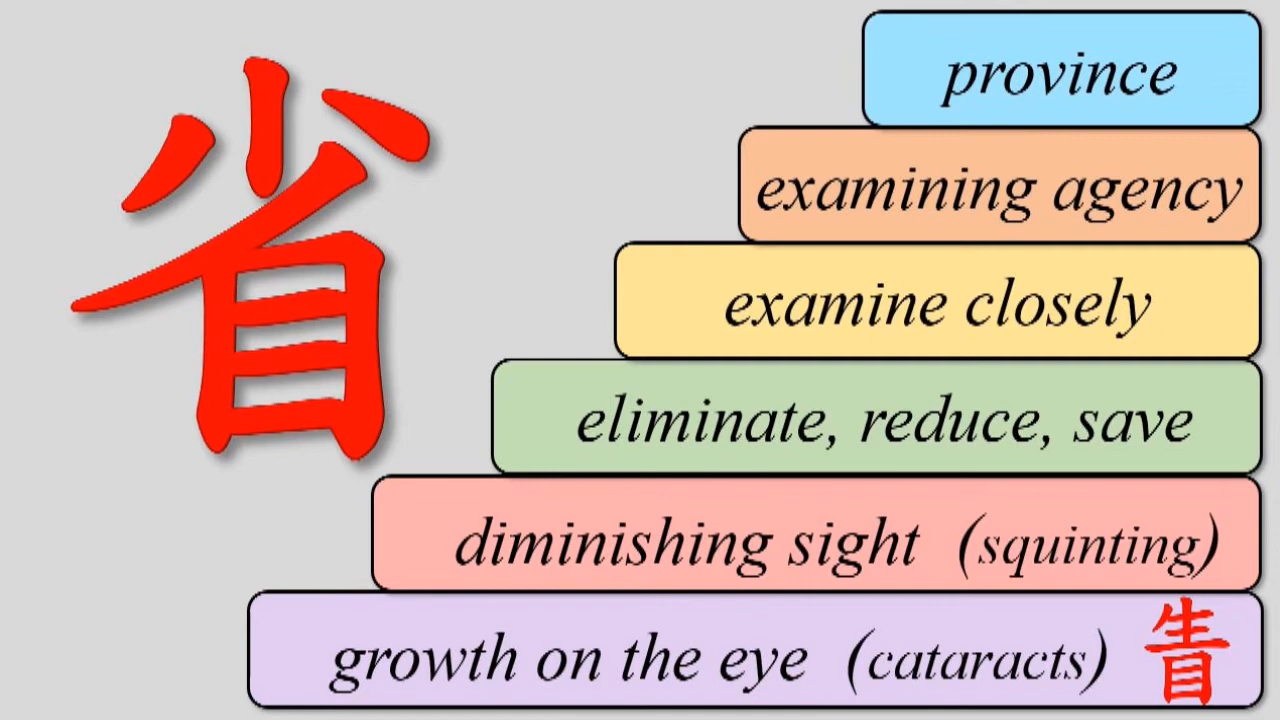 省
province
examining agency
examine closely
eliminate, reduce, save
diminishing sight (squinting)
growth on the eye (cataracts) 眚